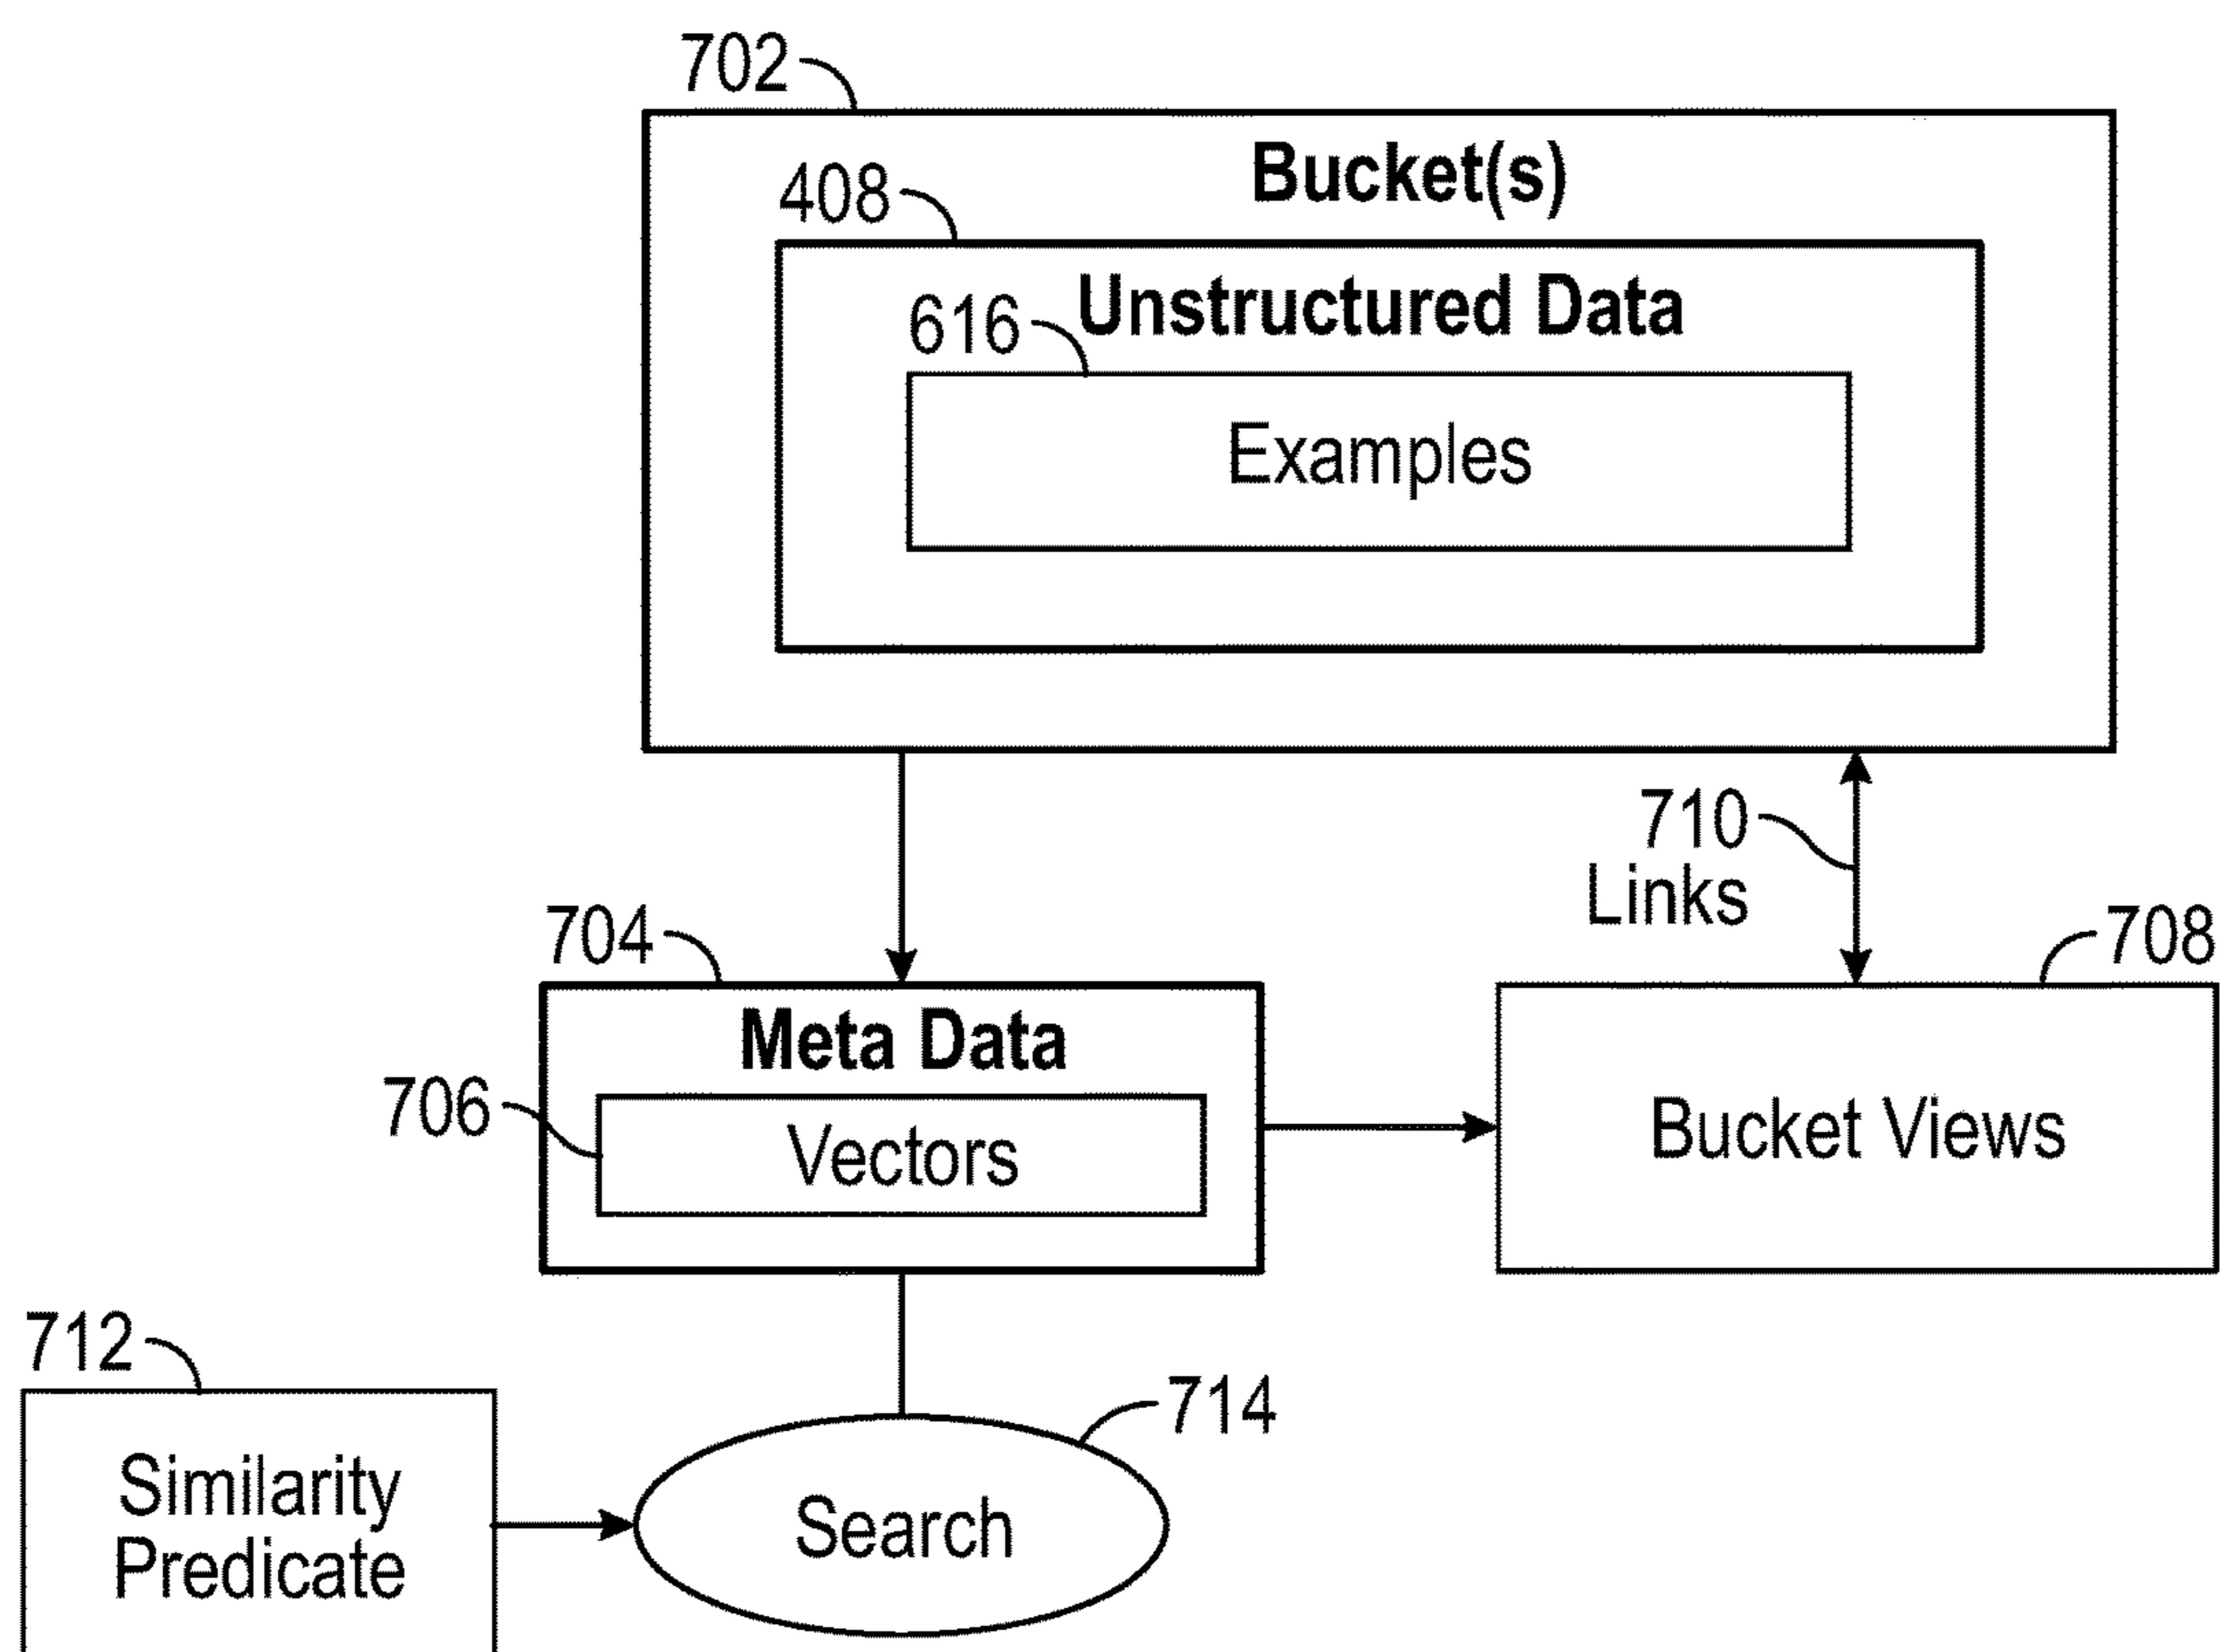 702
Bucket(s)
408
Unstructured Data
616
Examples
710
Links
704
708
Meta Data
706
Vectors
Bucket Views
712
714
Similarity
Predicate
Search